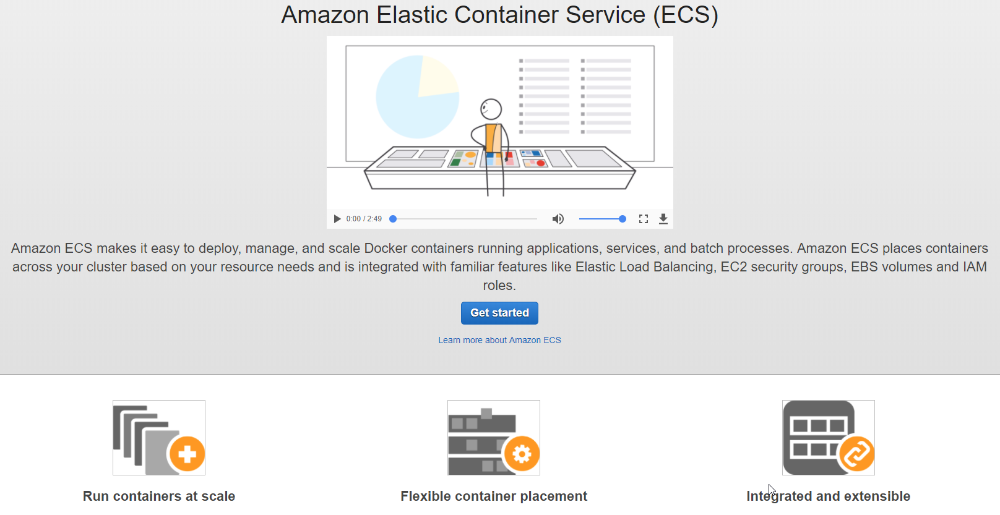 Amazon Elastic Container Service (ECS)
0:00 / 2:49
Amazon ECS makes it easy to deploy, manage, and scale Docker containers running applications, services, and batch processes. Amazon ECS places containers
across your cluster based on your resource needs and is integrated with familiar features like Elastic Load Balancing, EC2 security groups, EBS volumes and IAM
roles.
Get started
Learn more about Amazon ECS
Run containers at scale
Flexible container placement
Integrated and extensible